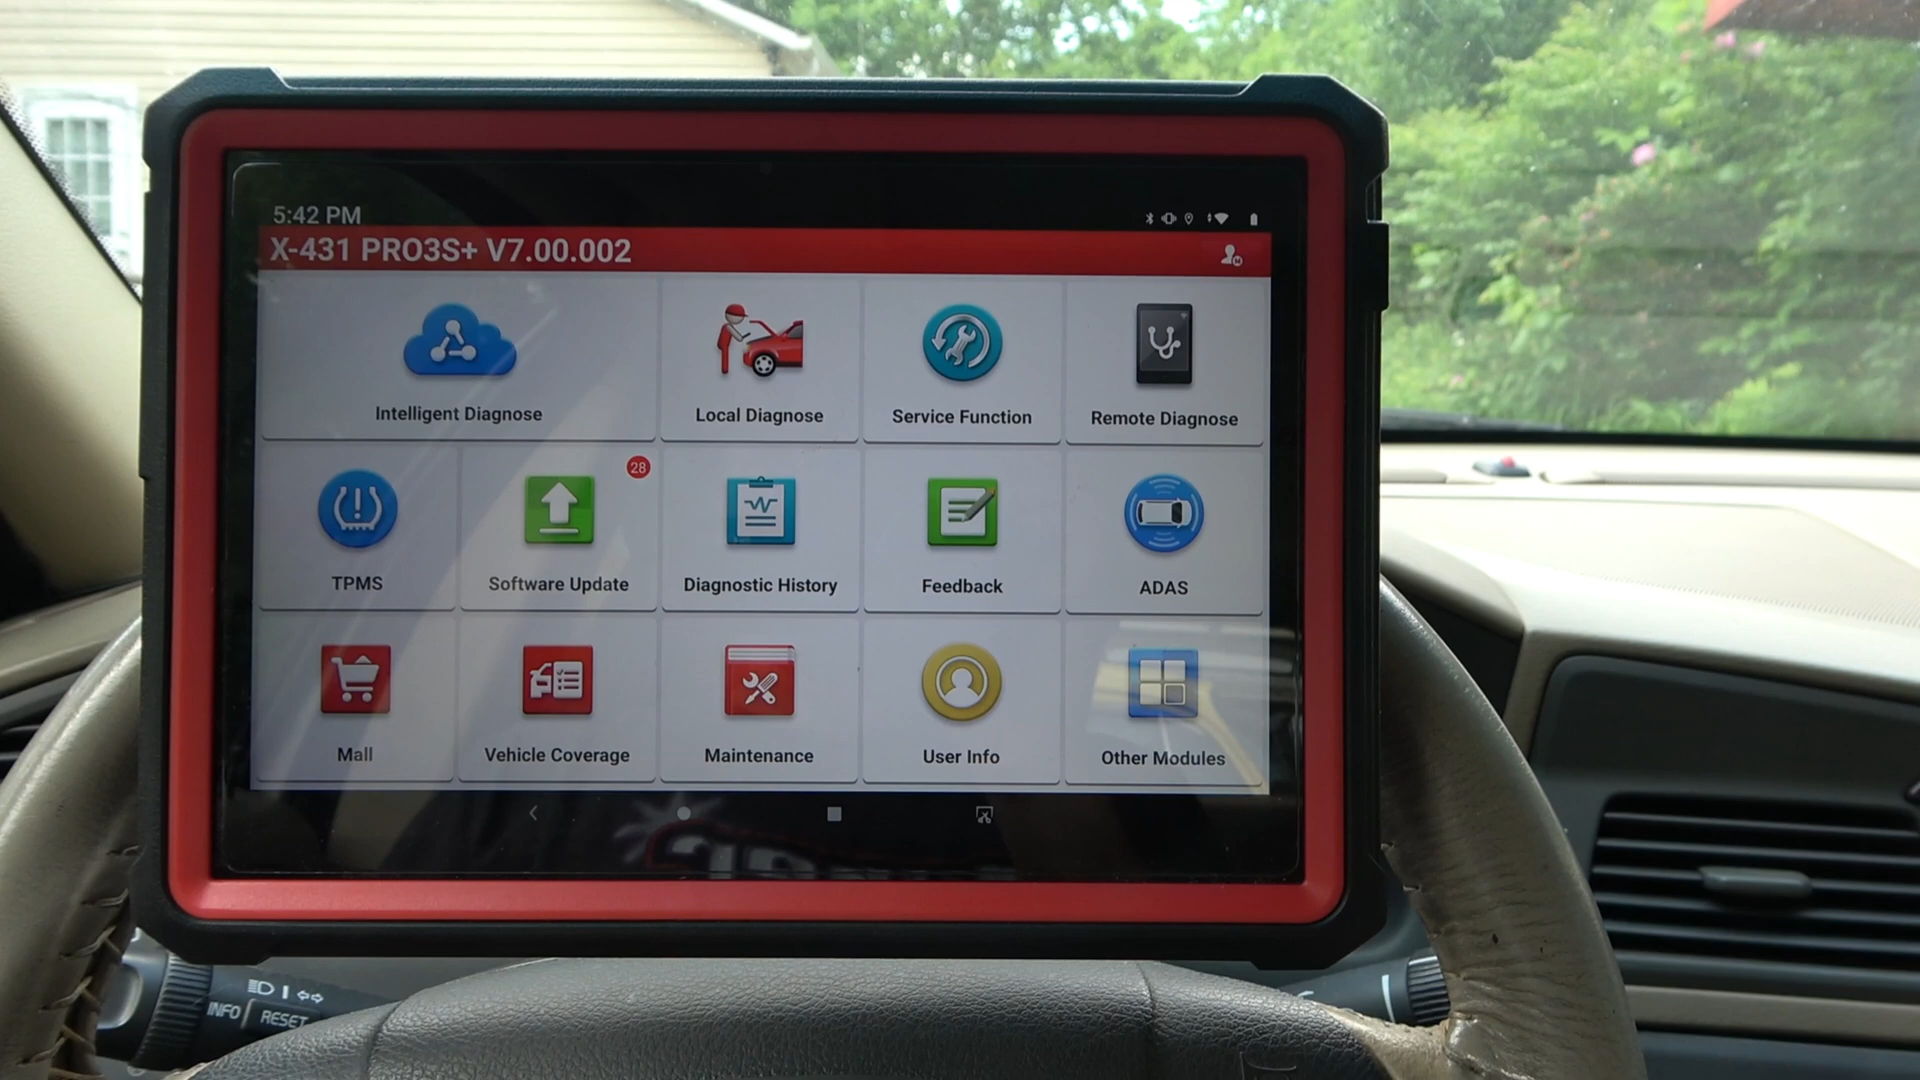 5:42 PM
X-431 PRO3S+ V7.00.002
Intelligent Diagnose
Local Diagnose
Service Function
Remote Diagnose
28
TPMS
Software Update
Diagnostic History
Feedback
ADAS
Mall
Vehicle Coverage
Maintenance
User Info
Other Modules
INFO
RESET